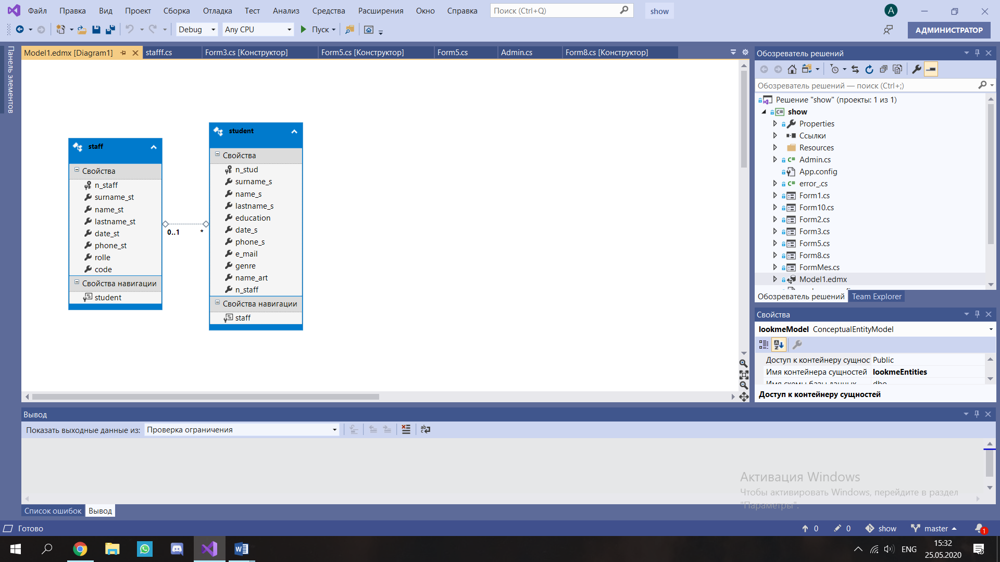 Файл Правка Вид Проект Сборка Отладка Тест Анализ Средства Расширения Окно Справка Поиск (Ctrl+Q) show A
Debug Any CPU Пуск АДМИНИСТРАТОР
Панель элементов
Model1.edmx [Diagram1] stafff.cs Form3.cs [Конструктор] Form5.cs [Конструктор] Form5.cs Admin.cs Form8.cs [Конструктор]
staff
Свойства
n_staff
surname_st
name_st
lastname_st
date_st
phone_st
rolle
code
Свойства навигации
student
0..1 *
student
Свойства
n_stud
surname_s
name_s
lastname_s
education
date_s
phone_s
e_mail
genre
name_art
n_staff
Свойства навигации
staff
Обозреватель решений
Обозреватель решений — поиск (Ctrl+;)
Решение "show" (проекты: 1 из 1)
C# show
Properties
Ссылки
Resources
C# Admin.cs
App.config
C# error_.cs
Form1.cs
Form10.cs
Form2.cs
Form3.cs
Form5.cs
Form8.cs
FormMes.cs
Model1.edmx
Обозреватель решений Team Explorer
Свойства
lookmeModel ConceptualEntityModel
Доступ к контейнеру сущнос Public
Имя контейнера сущностей lookmeEntities
Имя схемы базы данных dbo
Доступ к контейнеру сущностей
Вывод
Показать выходные данные из: Проверка ограничения
Активация Windows
Чтобы активировать Windows, перейдите в раздел
"Параметры".
Список ошибок Вывод
Готово 0 0 show master 1
ENG 15:32
25.05.2020